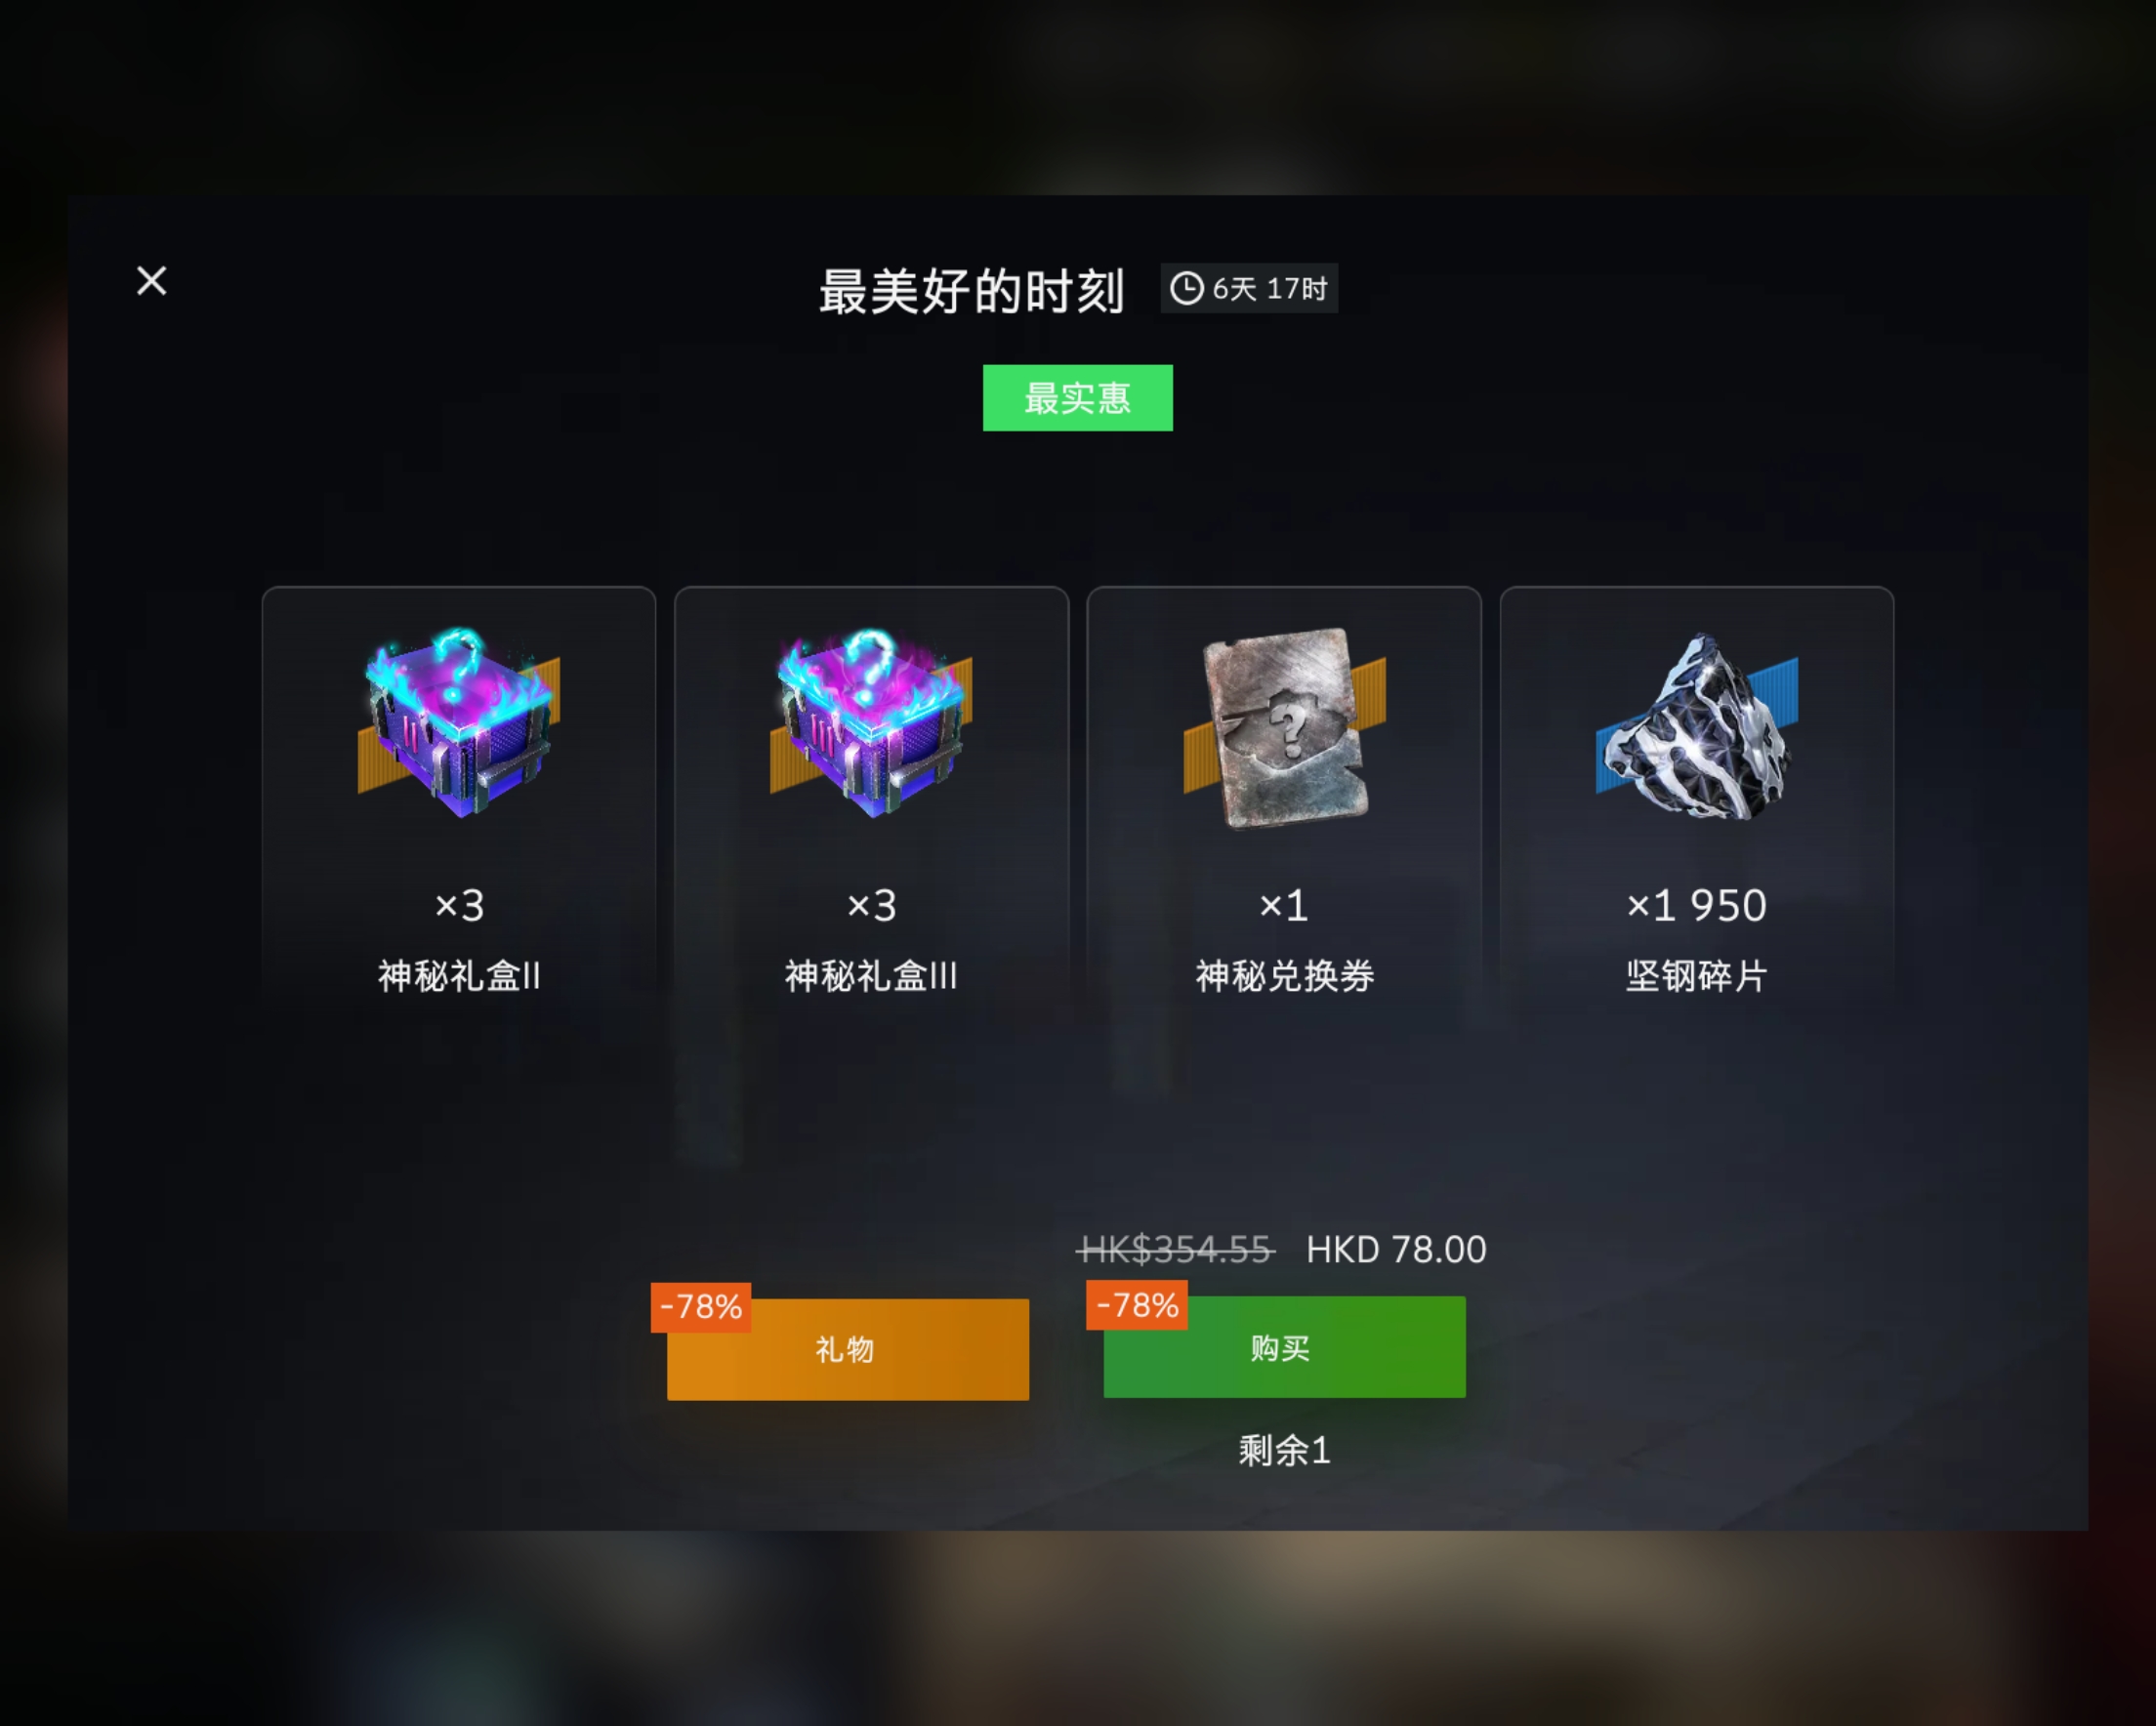 最美好的时刻 6天 17时
最实惠
×3 ×3 ×1 ×1 950
神秘礼盒II 神秘礼盒III 神秘兑换券 坚钢碎片
HK$354.55 HKD 78.00
-78% -78%
礼物 购买
剩余1